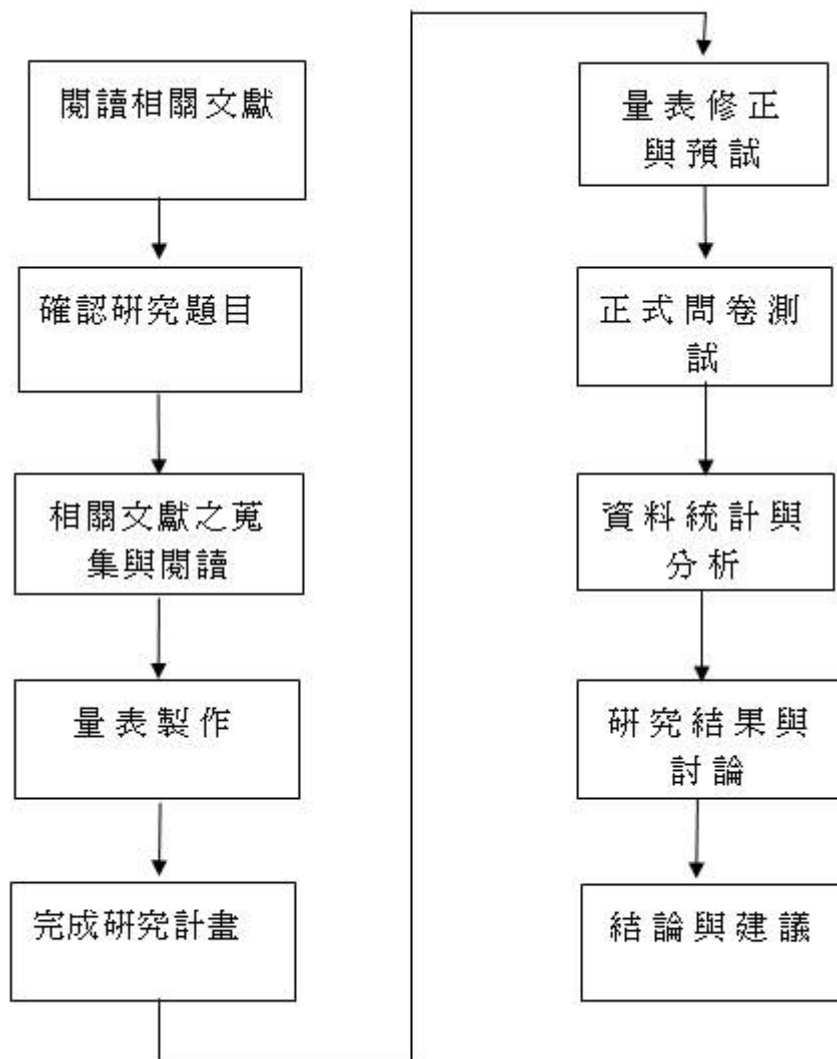 閱讀相關文獻
確認研究題目
相關文獻之蒐
集與閱讀
量表製作
完成研究計畫
量表修正
與預試
正式問卷測
試
資料統計與
分析
研究結果與
討論
結論與建議